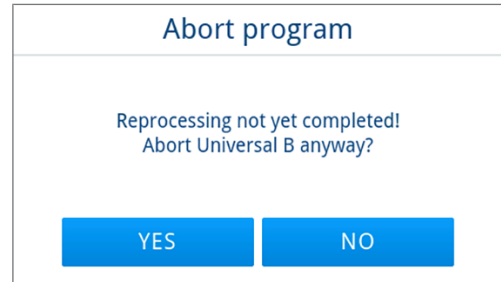 Abort program
Reprocessing not yet completed!
Abort Universal B anyway?
YES
NO